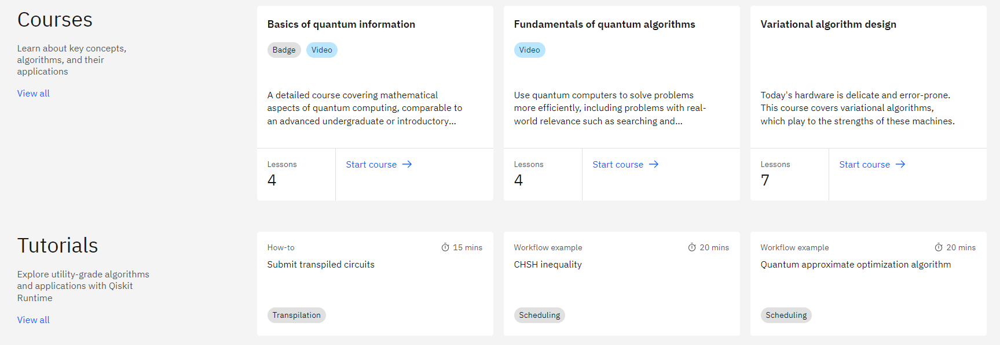 Courses
Learn about key concepts,
algorithms, and their
applications
View all
Basics of quantum information
Badge Video
A detailed course covering mathematical
aspects of quantum computing, comparable to
an advanced undergraduate or introductory...
Lessons
4
Start course →
Fundamentals of quantum algorithms
Video
Use quantum computers to solve problems
more efficiently, including problems with real-
world relevance such as searching and...
Lessons
4
Start course →
Variational algorithm design
Today's hardware is delicate and error-prone.
This course covers variational algorithms,
which play to the strengths of these machines.
Lessons
7
Start course →
Tutorials
Explore utility-grade algorithms
and applications with Qiskit
Runtime
View all
How-to 15 mins
Submit transpiled circuits
Transpilation
Workflow example 20 mins
CHSH inequality
Scheduling
Workflow example 20 mins
Quantum approximate optimization algorithm
Scheduling